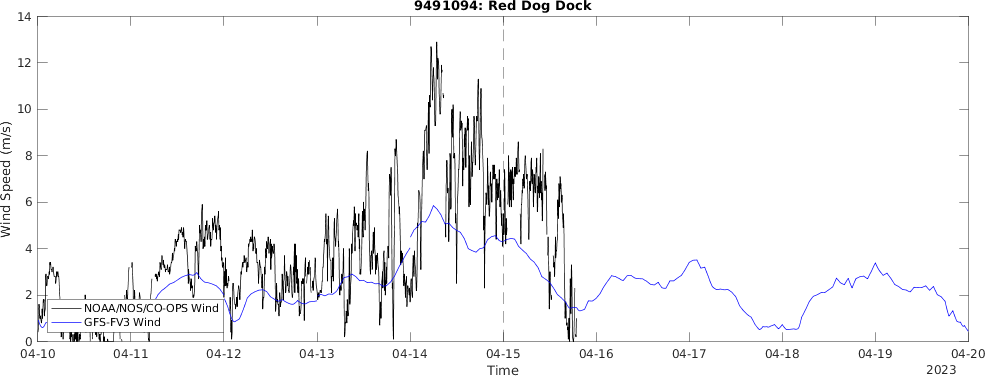 9491094: Red Dog Dock
Wind Speed (m/s)
14
12
10
8
6
4
2
0
NOAA/NOS/CO-OPS Wind
GFS-FV3 Wind
04-10 04-11 04-12 04-13 04-14 04-15 04-16 04-17 04-18 04-19 04-20
Time
2023